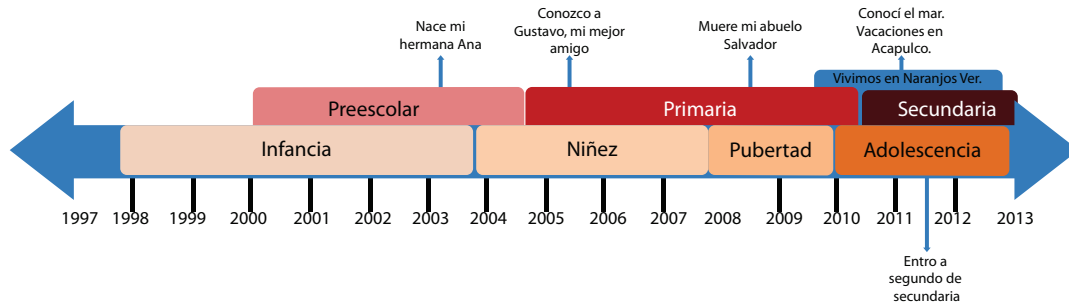 Nace mi
hermana Ana
Conozco a
Gustavo, mi mejor
amigo
Muere mi abuelo
Salvador
Conocí el mar.
Vacaciones en
Acapulco.
Vivimos en Naranjos Ver.
Preescolar
Primaria
Secundaria
Infancia
Niñez
Pubertad
Adolescencia
1997 1998 1999 2000 2001 2002 2003 2004 2005 2006 2007 2008 2009 2010 2011 2012 2013
Entro a
segundo de
secundaria